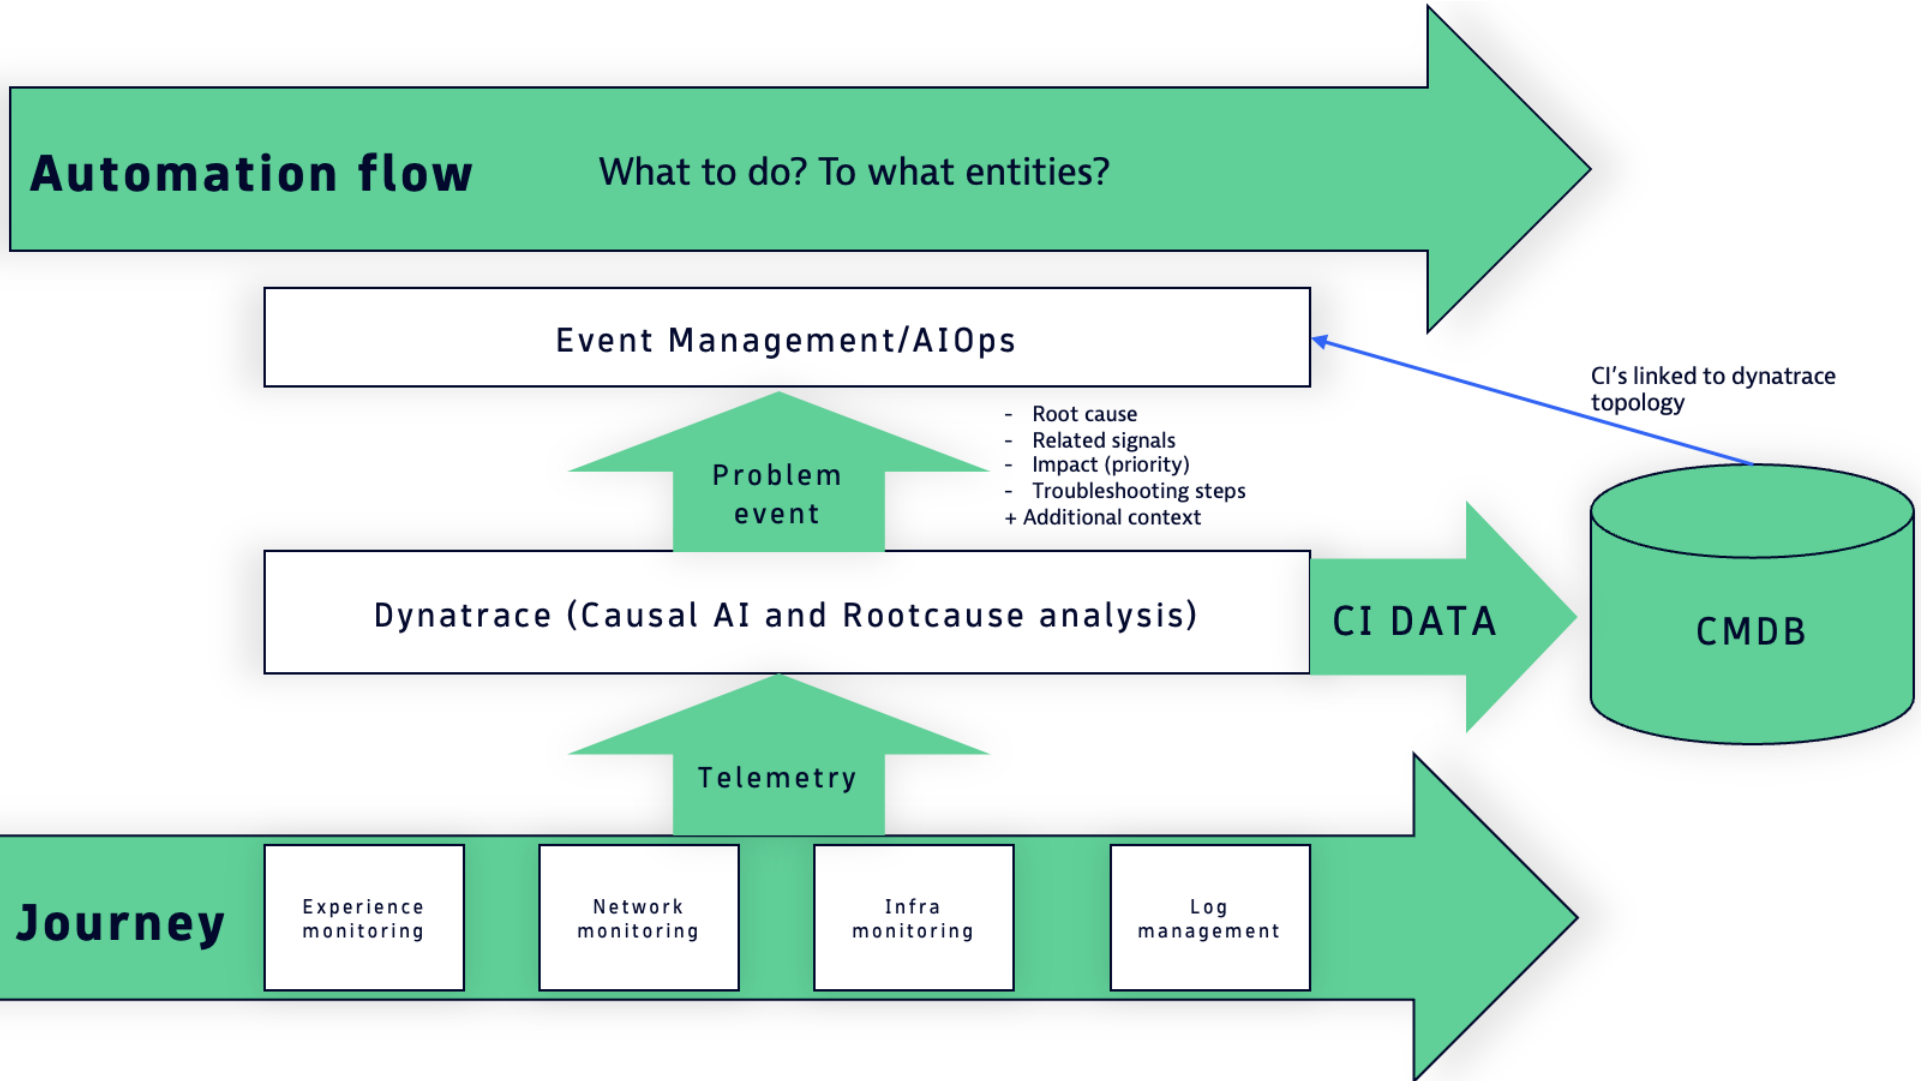 Automation flow
What to do? To what entities?
Event Management/AIOps
CI's linked to dynatrace
topology
- Root cause
- Related signals
- Impact (priority)
- Troubleshooting steps
+ Additional context
Problem
event
Dynatrace (Causal AI and Rootcause analysis)
CI DATA
CMDB
Telemetry
Journey
Experience
monitoring
Network
monitoring
Infra
monitoring
Log
management